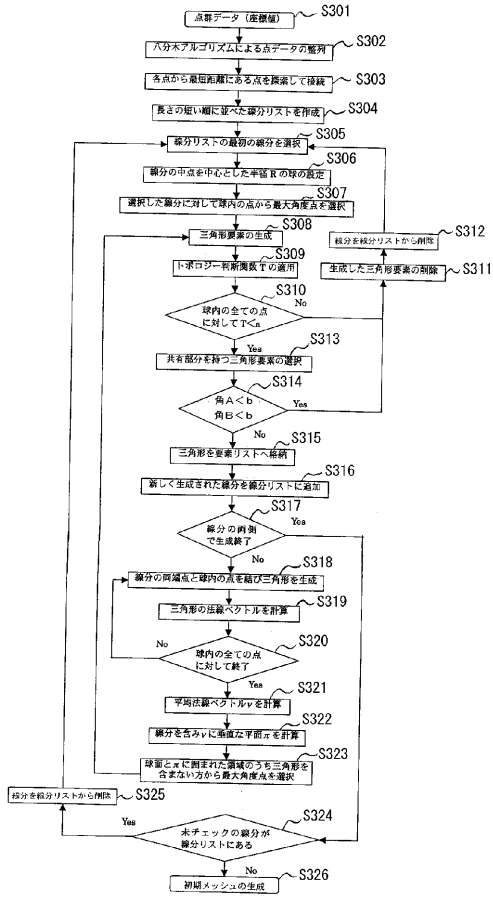 点群データ（座標値）
S301
八分木アルゴリズムによる点データの整列
S302
各点から最短距離にある点を探索して接続
S303
長さの短い順に並べた線分リストを作成
S304
線分リストの最初の線分を選択
S305
線分の中点を中心とした半径Rの球の設定
S306
選択した線分に対して球内の点から最大角度点を選択
S307
三角形要素の生成
S308
トポロジー判断関数Tの適用
S309
球内の全ての点
に対してT<a
S310
No
Yes
生成した三角形要素の削除
S311
線分を線分リストから削除
S312
共有部分を持つ三角形要素の選択
S313
角A<b
角B<b
S314
Yes
No
三角形を要素リストへ格納
S315
新しく生成された線分を線分リストに追加
S316
線分の両側
で生成終了
S317
Yes
No
線分の両端点と球内の点を結び三角形を生成
S318
三角形の法線ベクトルを計算
S319
球内の全ての点
に対して終了
S320
No
Yes
平均法線ベクトルνを計算
S321
線分を含みνに垂直な平面πを計算
S322
球面とπに囲まれた領域のうち三角形を
含まない方から最大角度点を選択
S323
未チェックの線分が
線分リストにある
S324
Yes
No
線分を線分リストから削除
S325
初期メッシュの生成
S326